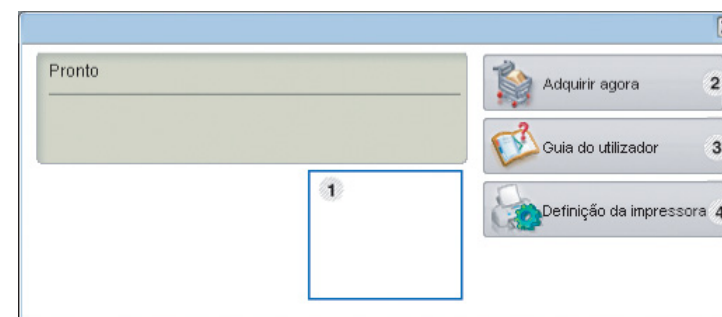 Pronto
Adquirir agora 2
Guia do utilizador 3
1
Definição da impressora 4